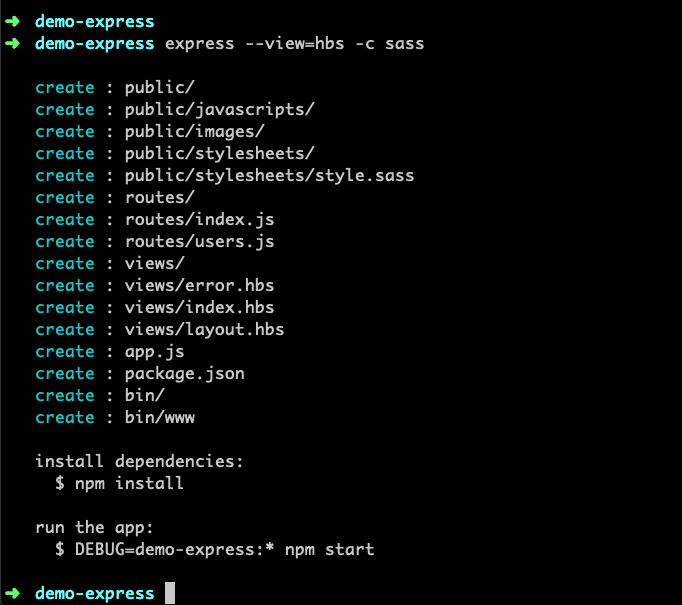 ➜ demo-express
➜ demo-express express --view=hbs -c sass
create : public/
create : public/javascripts/
create : public/images/
create : public/stylesheets/
create : public/stylesheets/style.sass
create : routes/
create : routes/index.js
create : routes/users.js
create : views/
create : views/error.hbs
create : views/index.hbs
create : views/layout.hbs
create : app.js
create : package.json
create : bin/
create : bin/www
install dependencies:
$ npm install
run the app:
$ DEBUG=demo-express:* npm start
➜ demo-express